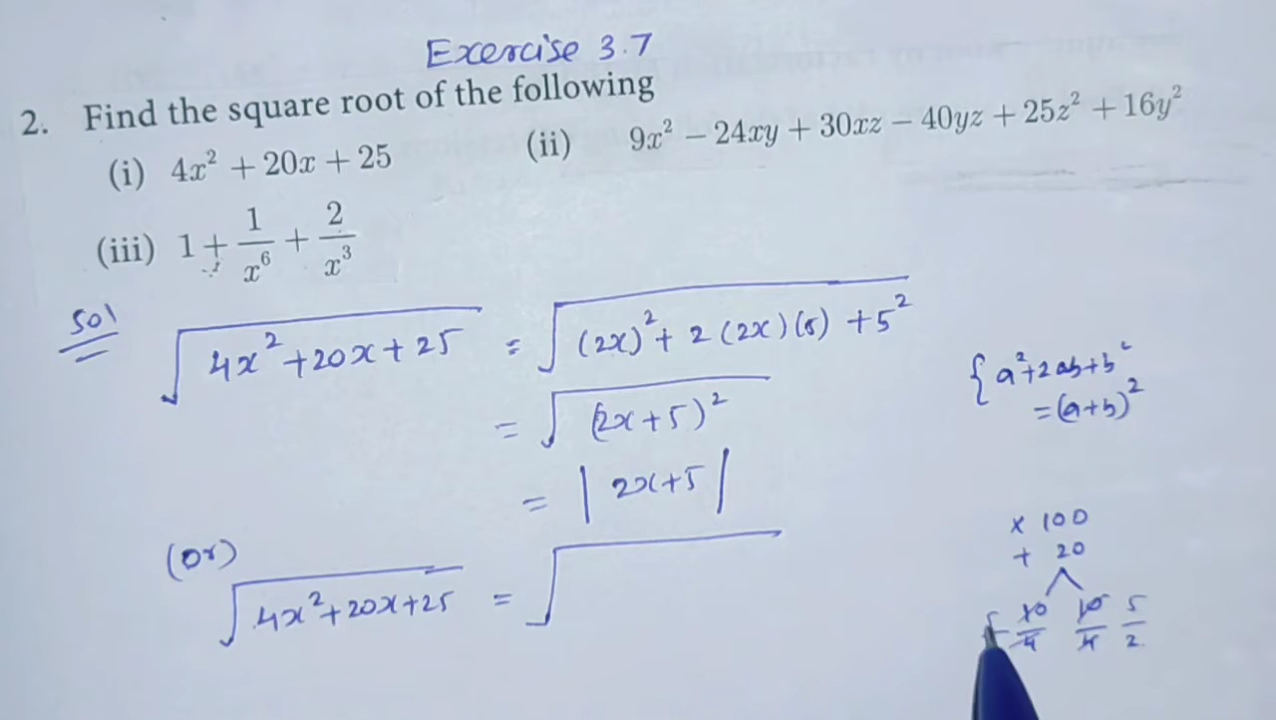 Exercise 3.7
2. Find the square root of the following
(i) 4x² + 20x + 25 (ii) 9x² − 24xy + 30xz − 40yz + 25z² + 16y²
(iii) 1 + 1/x⁶ + 2/x³
Sol
√(4x²+20x+25) = √((2x)²+ 2(2x)(5) +5²)
{a²+2ab+b²
= √(2x+5)²
=(a+b)²
= |2x+5|
x 100
+ 20
(or)
√(4x²+20x+25) = √
10/4 10/4 5/2